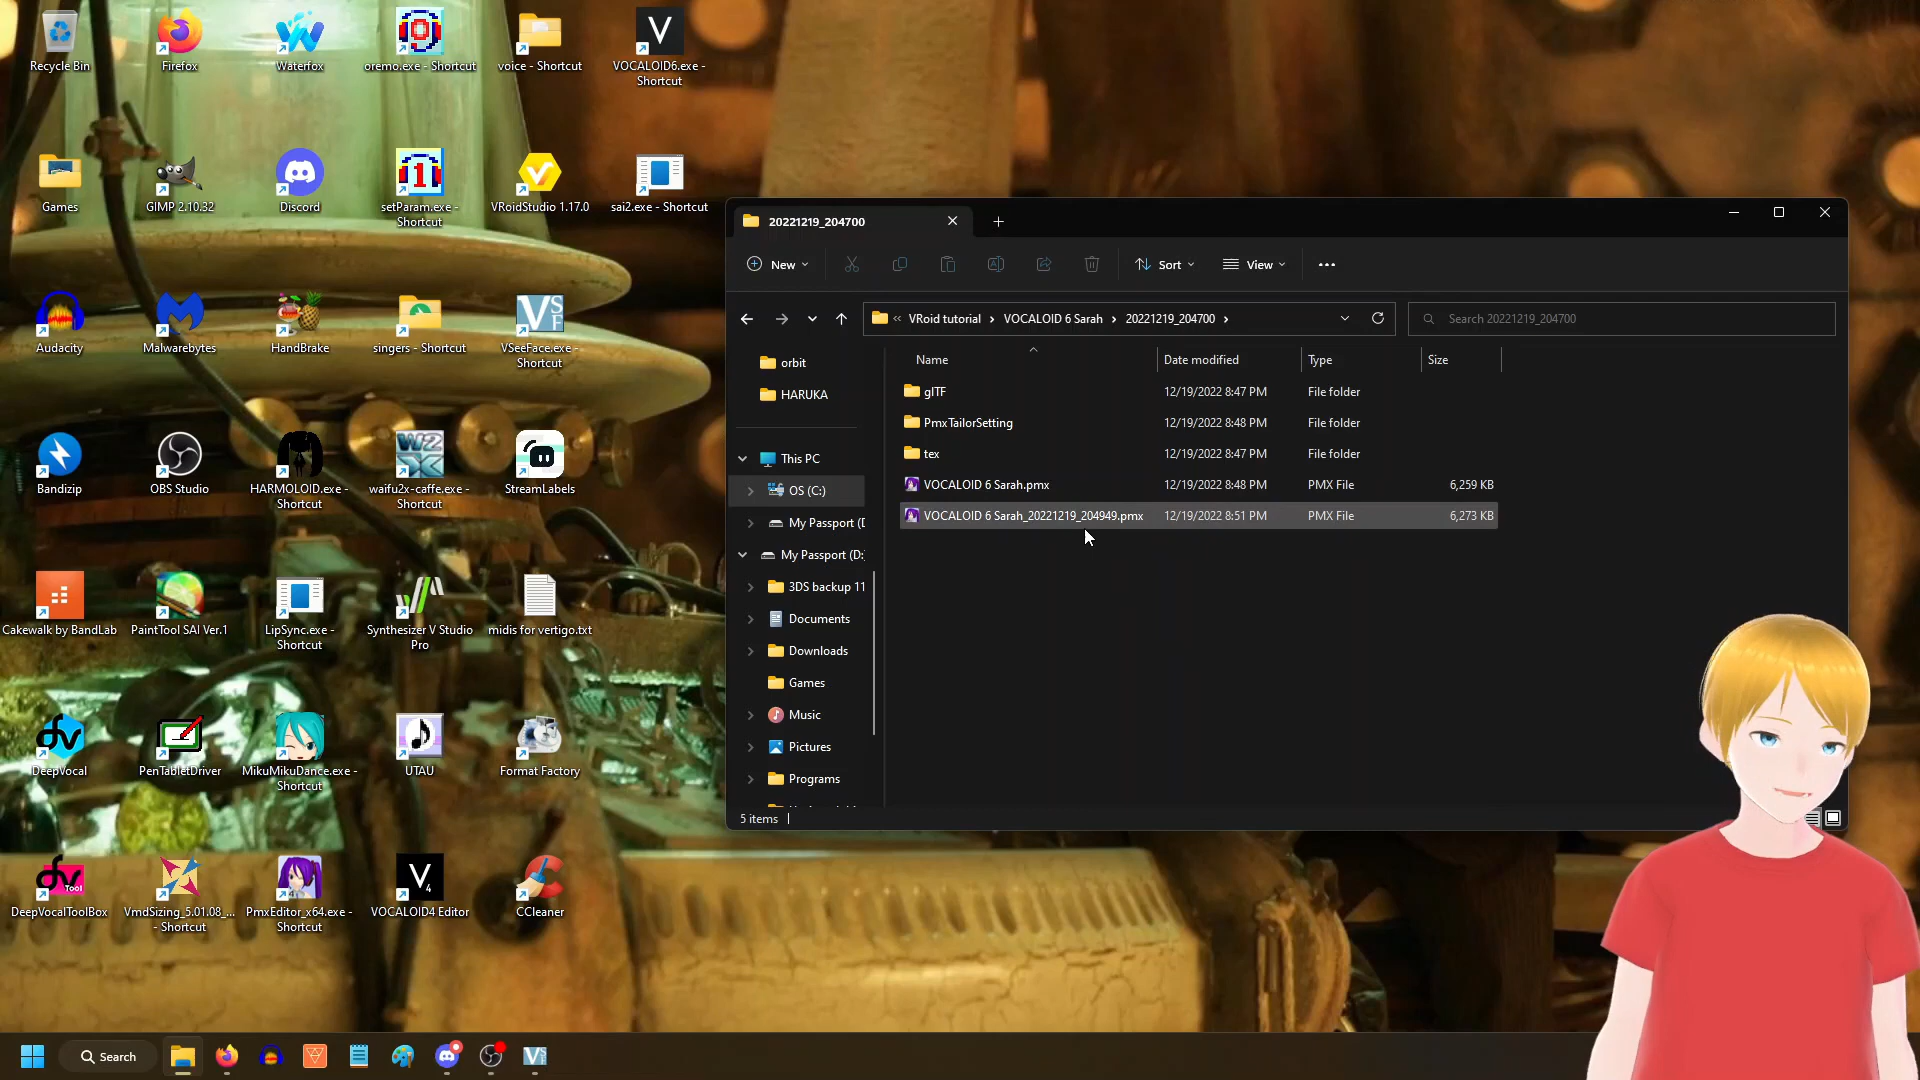 Recycle Bin
Firefox
Waterfox
oremo.exe - Shortcut
voice - Shortcut
VOCALOID6.exe -
Shortcut
Games
GIMP 2.10.32
Discord
setParam.exe -
Shortcut
VRoidStudio 1.17.0
sai2.exe - Shortcut
Audacity
Malwarebytes
HandBrake
singers - Shortcut
VSeeFace.exe -
Shortcut
Bandizip
OBS Studio
HARMOLOID.exe -
Shortcut
waifu2x-caffe.exe -
Shortcut
StreamLabels
Cakewalk by BandLab
PaintTool SAI Ver.1
LipSync.exe -
Shortcut
Synthesizer V Studio
Pro
midis for vertigo.txt
DeepVocal
PenTabletDriver
MikuMikuDance.exe -
Shortcut
UTAU
Format Factory
DeepVocalToolBox
VmdSizing_5.01.08_...
- Shortcut
PmxEditor_x64.exe -
Shortcut
VOCALOID4 Editor
CCleaner
20221219_204700
New
Sort
View
« VRoid tutorial › VOCALOID 6 Sarah › 20221219_204700 ›
Search 20221219_204700
orbit
HARUKA
This PC
OS (C:)
My Passport (D
My Passport (D:
3DS backup 11
Documents
Downloads
Games
Music
Pictures
Programs
Name Date modified Type Size
glTF 12/19/2022 8:47 PM File folder
PmxTailorSetting 12/19/2022 8:48 PM File folder
tex 12/19/2022 8:47 PM File folder
VOCALOID 6 Sarah.pmx 12/19/2022 8:48 PM PMX File 6,259 KB
VOCALOID 6 Sarah_20221219_204949.pmx 12/19/2022 8:51 PM PMX File 6,273 KB
5 items
Search